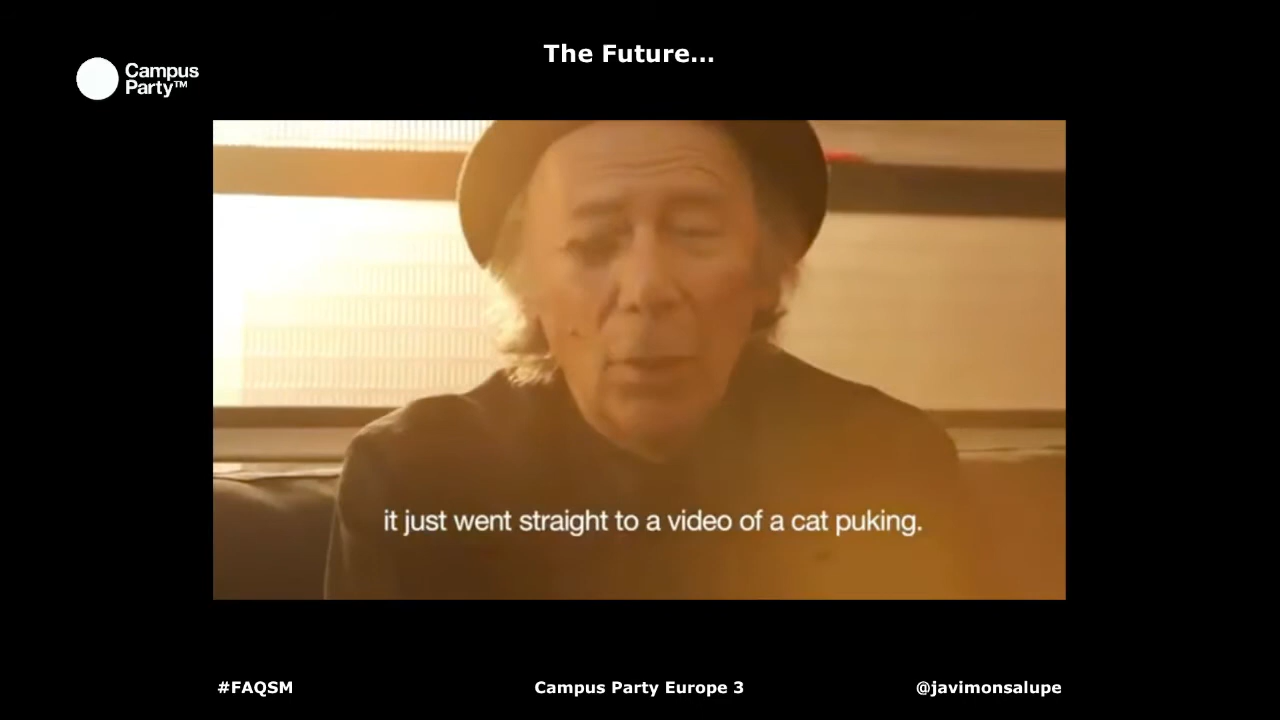 The Future...
Campus
Party™
it just went straight to a video of a cat puking.
#FAQSM
Campus Party Europe 3
@javimonsalupe